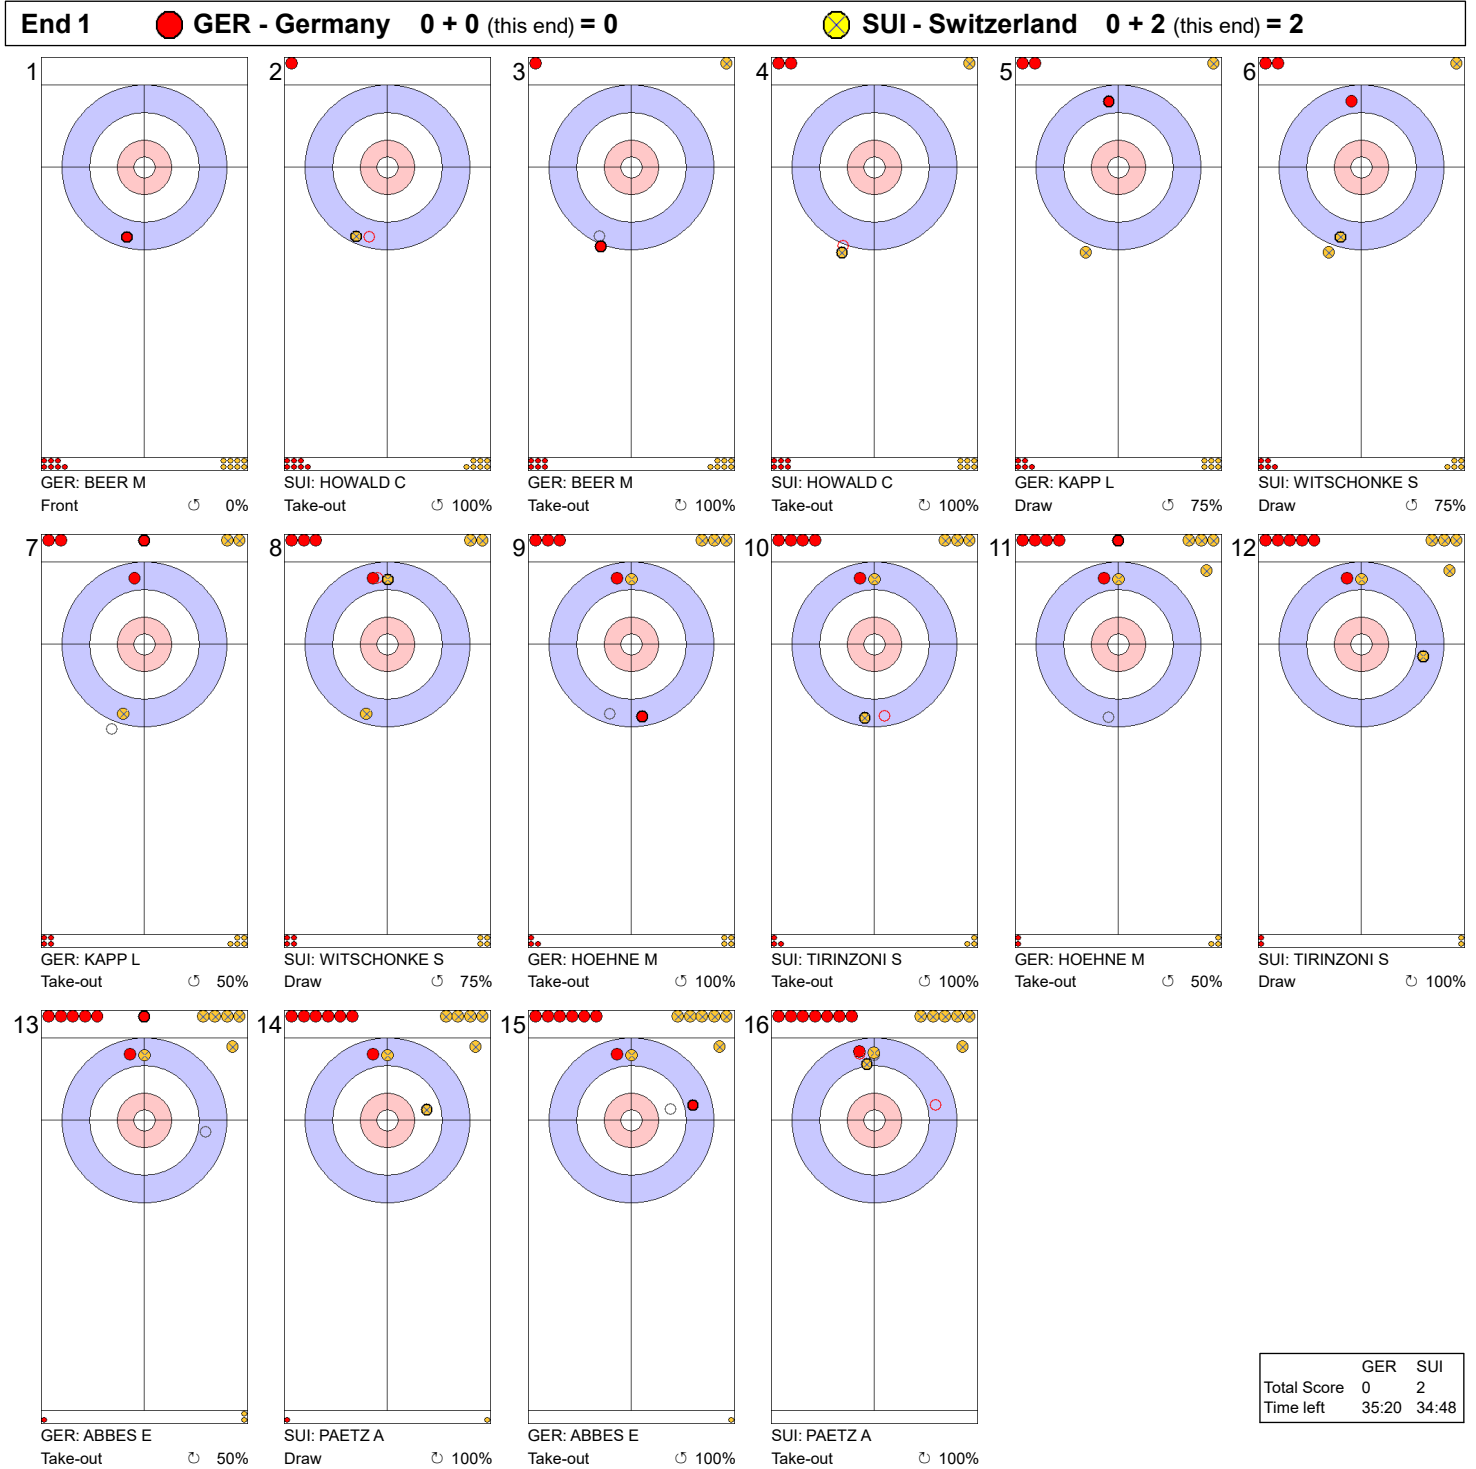 End 1 GER - Germany 0 + 0 (this end) = 0 SUI - Switzerland 0 + 2 (this end) = 2
1 2 3 4 5 6
GER: BEER M SUI: HOWALD C GER: BEER M SUI: HOWALD C GER: KAPP L SUI: WITSCHONKE S
Front 0% Take-out 100% Take-out 100% Take-out 100% Draw 75% Draw 75%
7 8 9 10 11 12
GER: KAPP L SUI: WITSCHONKE S GER: HOEHNE M SUI: TIRINZONI S GER: HOEHNE M SUI: TIRINZONI S
Take-out 50% Draw 75% Take-out 100% Take-out 100% Take-out 50% Draw 100%
13 14 15 16
GER: ABBES E SUI: PAETZ A GER: ABBES E SUI: PAETZ A
Take-out 50% Draw 100% Take-out 100% Take-out 100%
GER SUI
Total Score 0 2
Time left 35:20 34:48